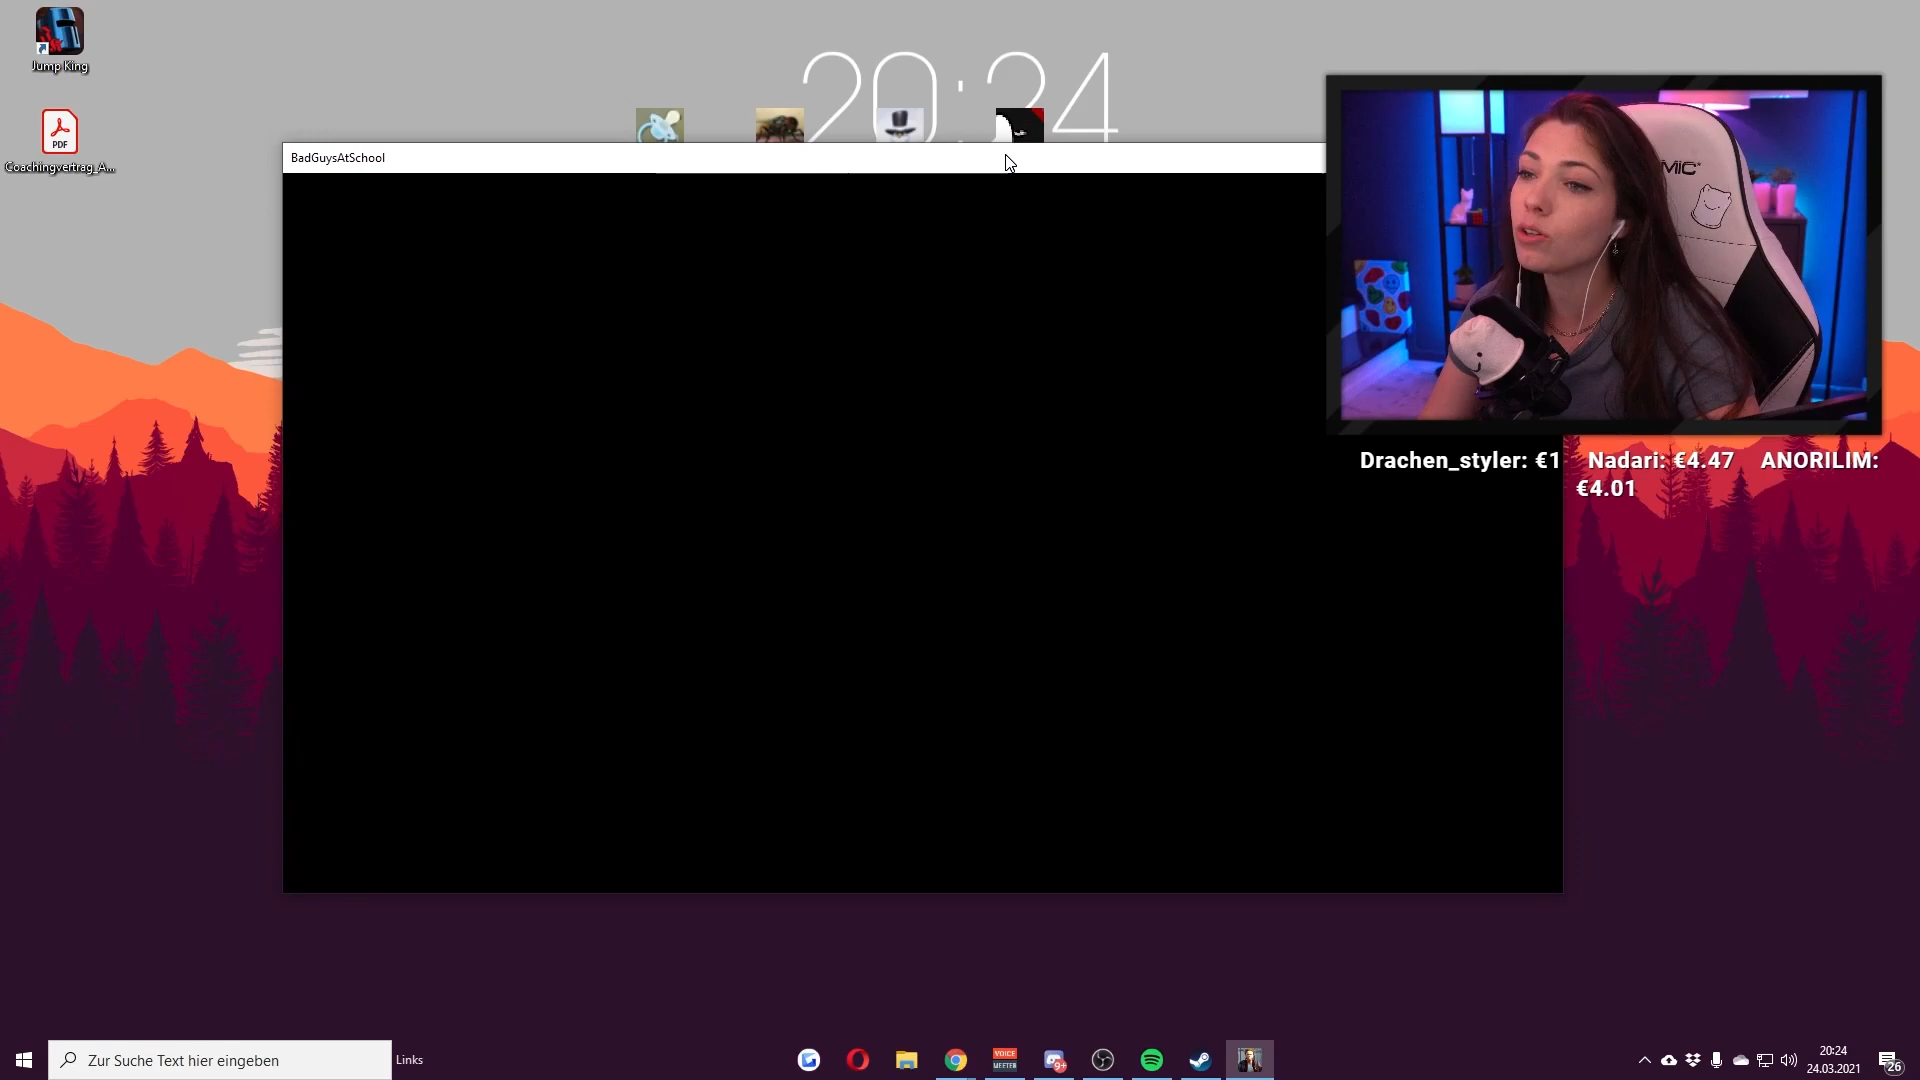 Jump King
PDF
Coachingvertrag_A...
20:24
BadGuysAtSchool
MIC
Drachen_styler: €1 Nadari: €4.47 ANORILIM:
€4.01
Zur Suche Text hier eingeben
Links
VOICE
MEETER
9+
20:24
24.03.2021
26